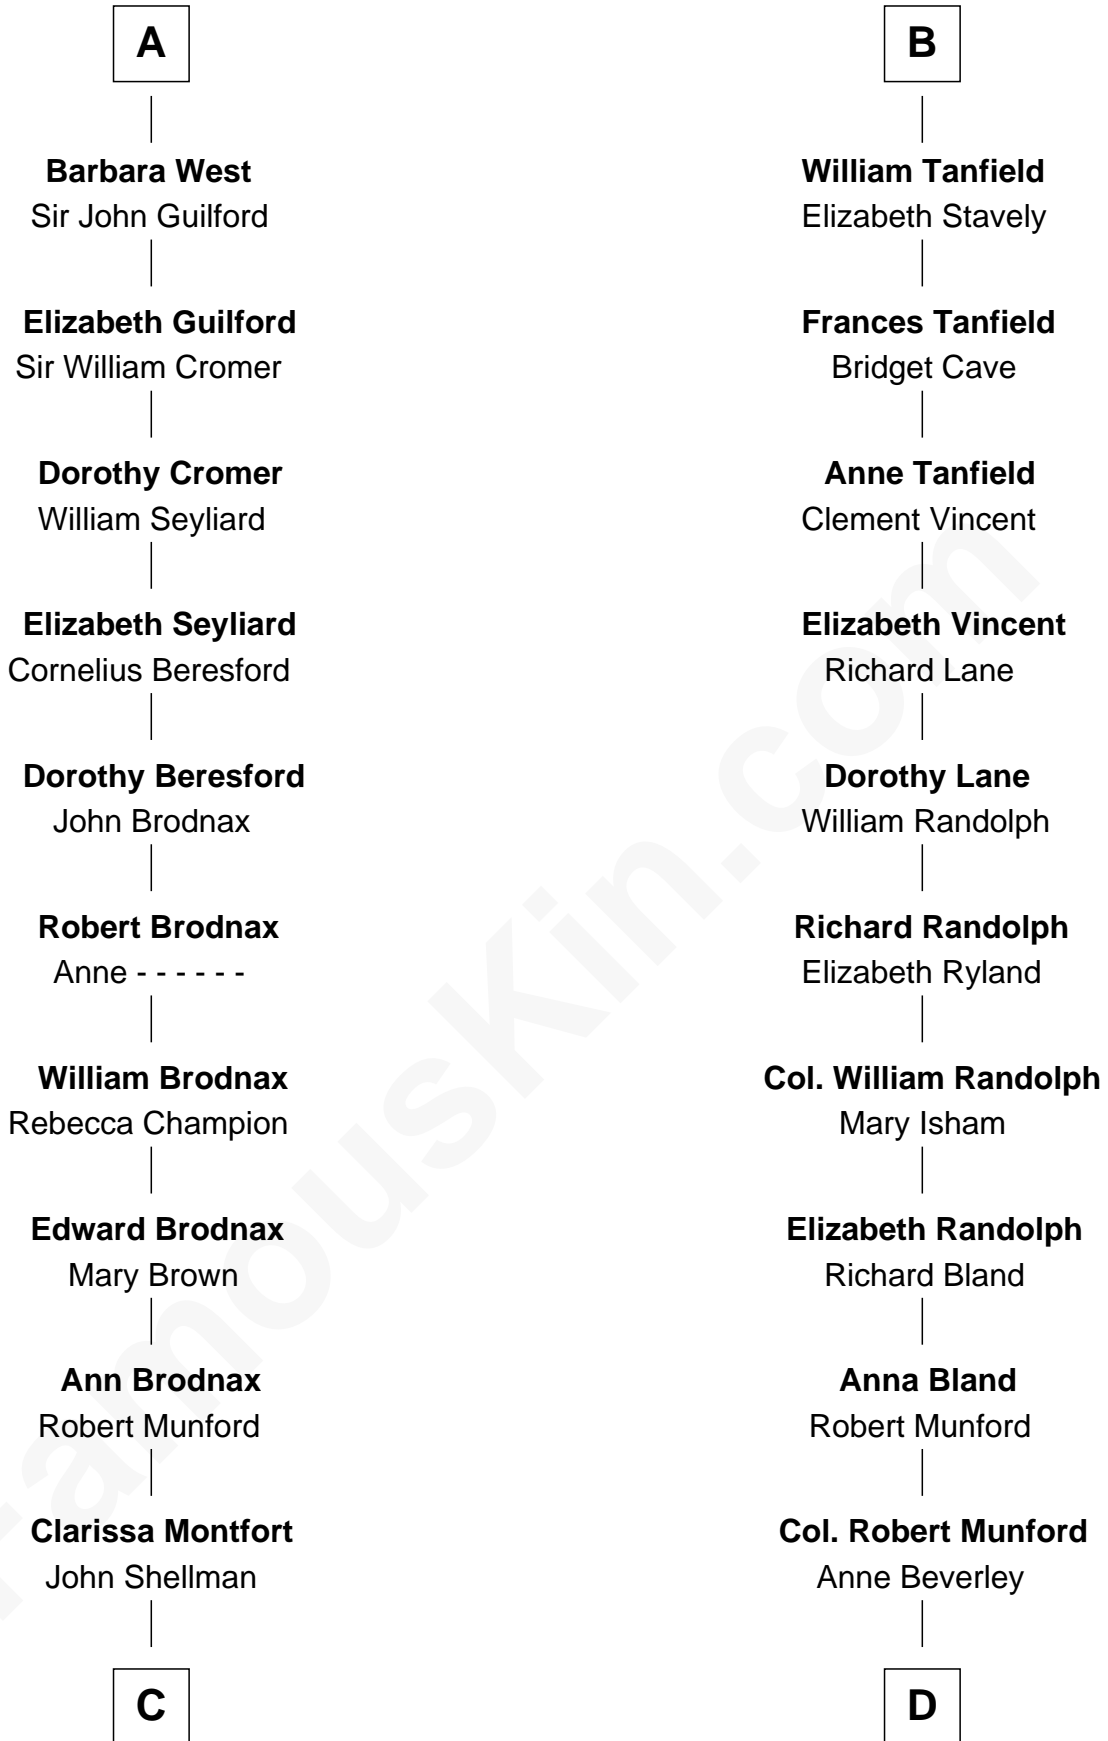 A
Barbara West
Sir John Guilford
Elizabeth Guilford
Sir William Cromer
Dorothy Cromer
William Seyliard
Elizabeth Seyliard
Cornelius Beresford
Dorothy Beresford
John Brodnax
Robert Brodnax
Anne - - - - - -
William Brodnax
Rebecca Champion
Edward Brodnax
Mary Brown
Ann Brodnax
Robert Munford
Clarissa Montfort
John Shellman
C
B
William Tanfield
Elizabeth Stavely
Frances Tanfield
Bridget Cave
Anne Tanfield
Clement Vincent
Elizabeth Vincent
Richard Lane
Dorothy Lane
William Randolph
Richard Randolph
Elizabeth Ryland
Col. William Randolph
Mary Isham
Elizabeth Randolph
Richard Bland
Anna Bland
Robert Munford
Col. Robert Munford
Anne Beverley
D
FamousKin.com